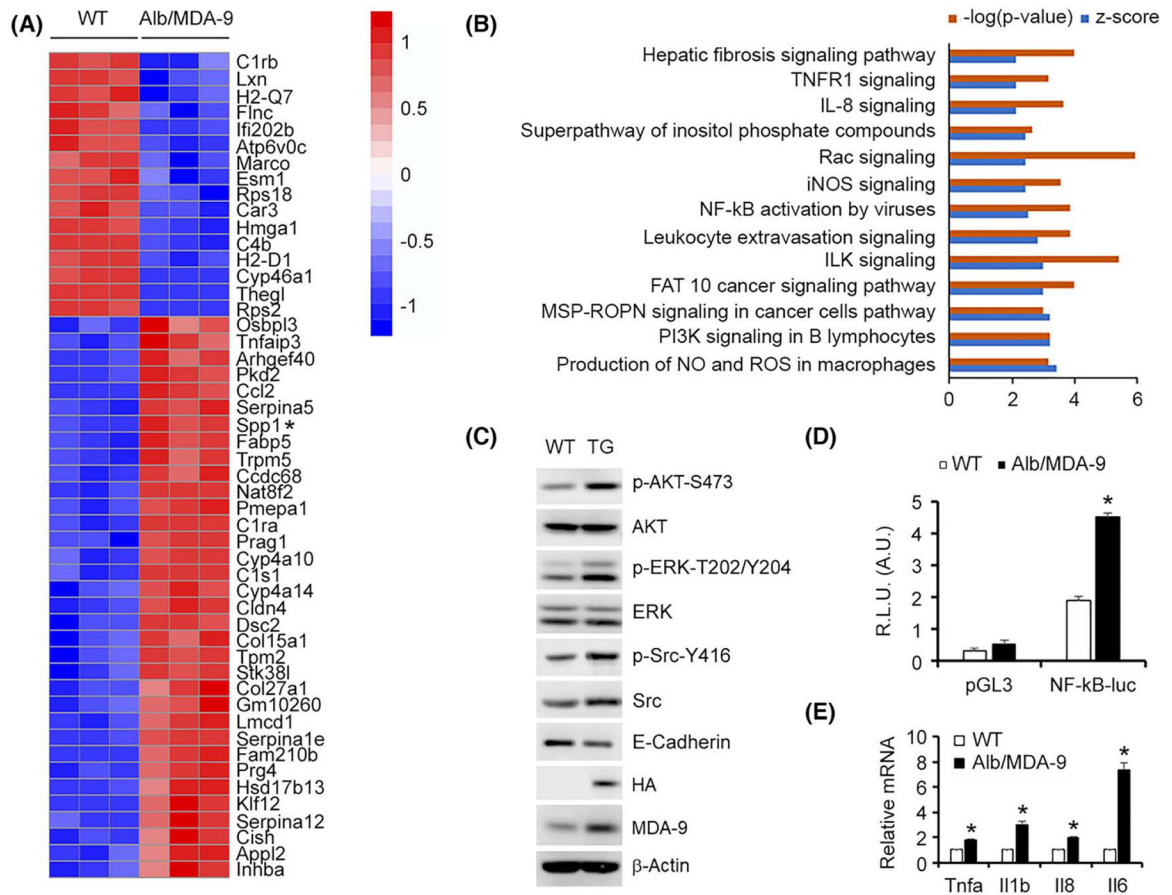 (A)
WT Alb/MDA-9
C1rb
Lxn
H2-Q7
Flnc
Ifi202b
Atp6v0c
Marco
Esm1
Rps18
Car3
Hmga1
C4b
H2-D1
Cyp46a1
Thegl
Rps2
Osbpl3
Tnfaip3
Arhgef40
Pkd2
Ccl2
Serpina5
Spp1*
Fabp5
Trpm5
Ccdc68
Nat8f2
Pmepa1
C1ra
Prag1
Cyp4a10
C1s1
Cyp4a14
Cldn4
Dsc2
Col15a1
Tpm2
Stk38l
Col27a1
Gm10260
Lmcd1
Serpina1e
Fam210b
Prg4
Hsd17b13
Klf12
Serpina12
Cish
Appl2
Inhba
1
0.5
0
-0.5
-1
(B)
-log(p-value) z-score
Hepatic fibrosis signaling pathway
TNFR1 signaling
IL-8 signaling
Superpathway of inositol phosphate compounds
Rac signaling
iNOS signaling
NF-kB activation by viruses
Leukocyte extravasation signaling
ILK signaling
FAT 10 cancer signaling pathway
MSP-ROPN signaling in cancer cells pathway
PI3K signaling in B lymphocytes
Production of NO and ROS in macrophages
0 2 4 6
(C)
WT TG
p-AKT-S473
AKT
p-ERK-T202/Y204
ERK
p-Src-Y416
Src
E-Cadherin
HA
MDA-9
β-Actin
(D)
WT Alb/MDA-9
R.L.U. (A.U.)
5
4
3
2
1
0
*
pGL3 NF-kB-luc
(E)
WT
Alb/MDA-9
Relative mRNA
10
8
6
4
2
0
* * * *
Tnfa Il1b Il8 Il6